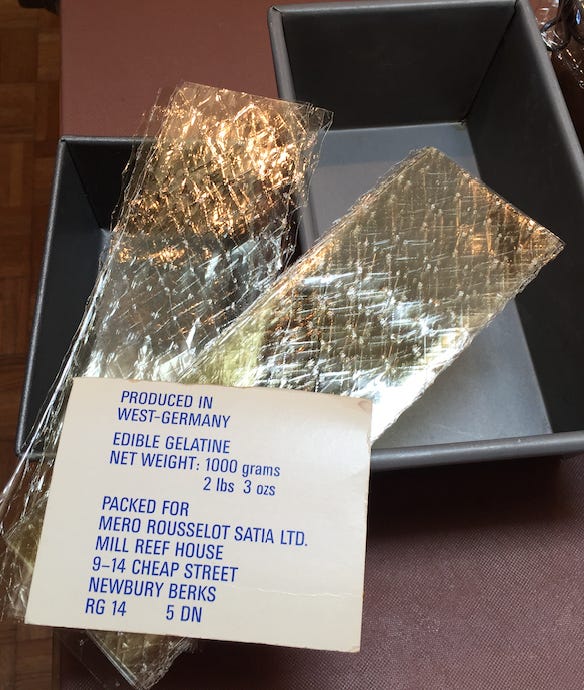 PRODUCED IN
WEST-GERMANY
EDIBLE GELATINE
NET WEIGHT: 1000 grams
2 lbs 3 ozs
PACKED FOR
MERO ROUSSELOT SATIA LTD.
MILL REEF HOUSE
9–14 CHEAP STREET
NEWBURY BERKS
RG 14 5 DN